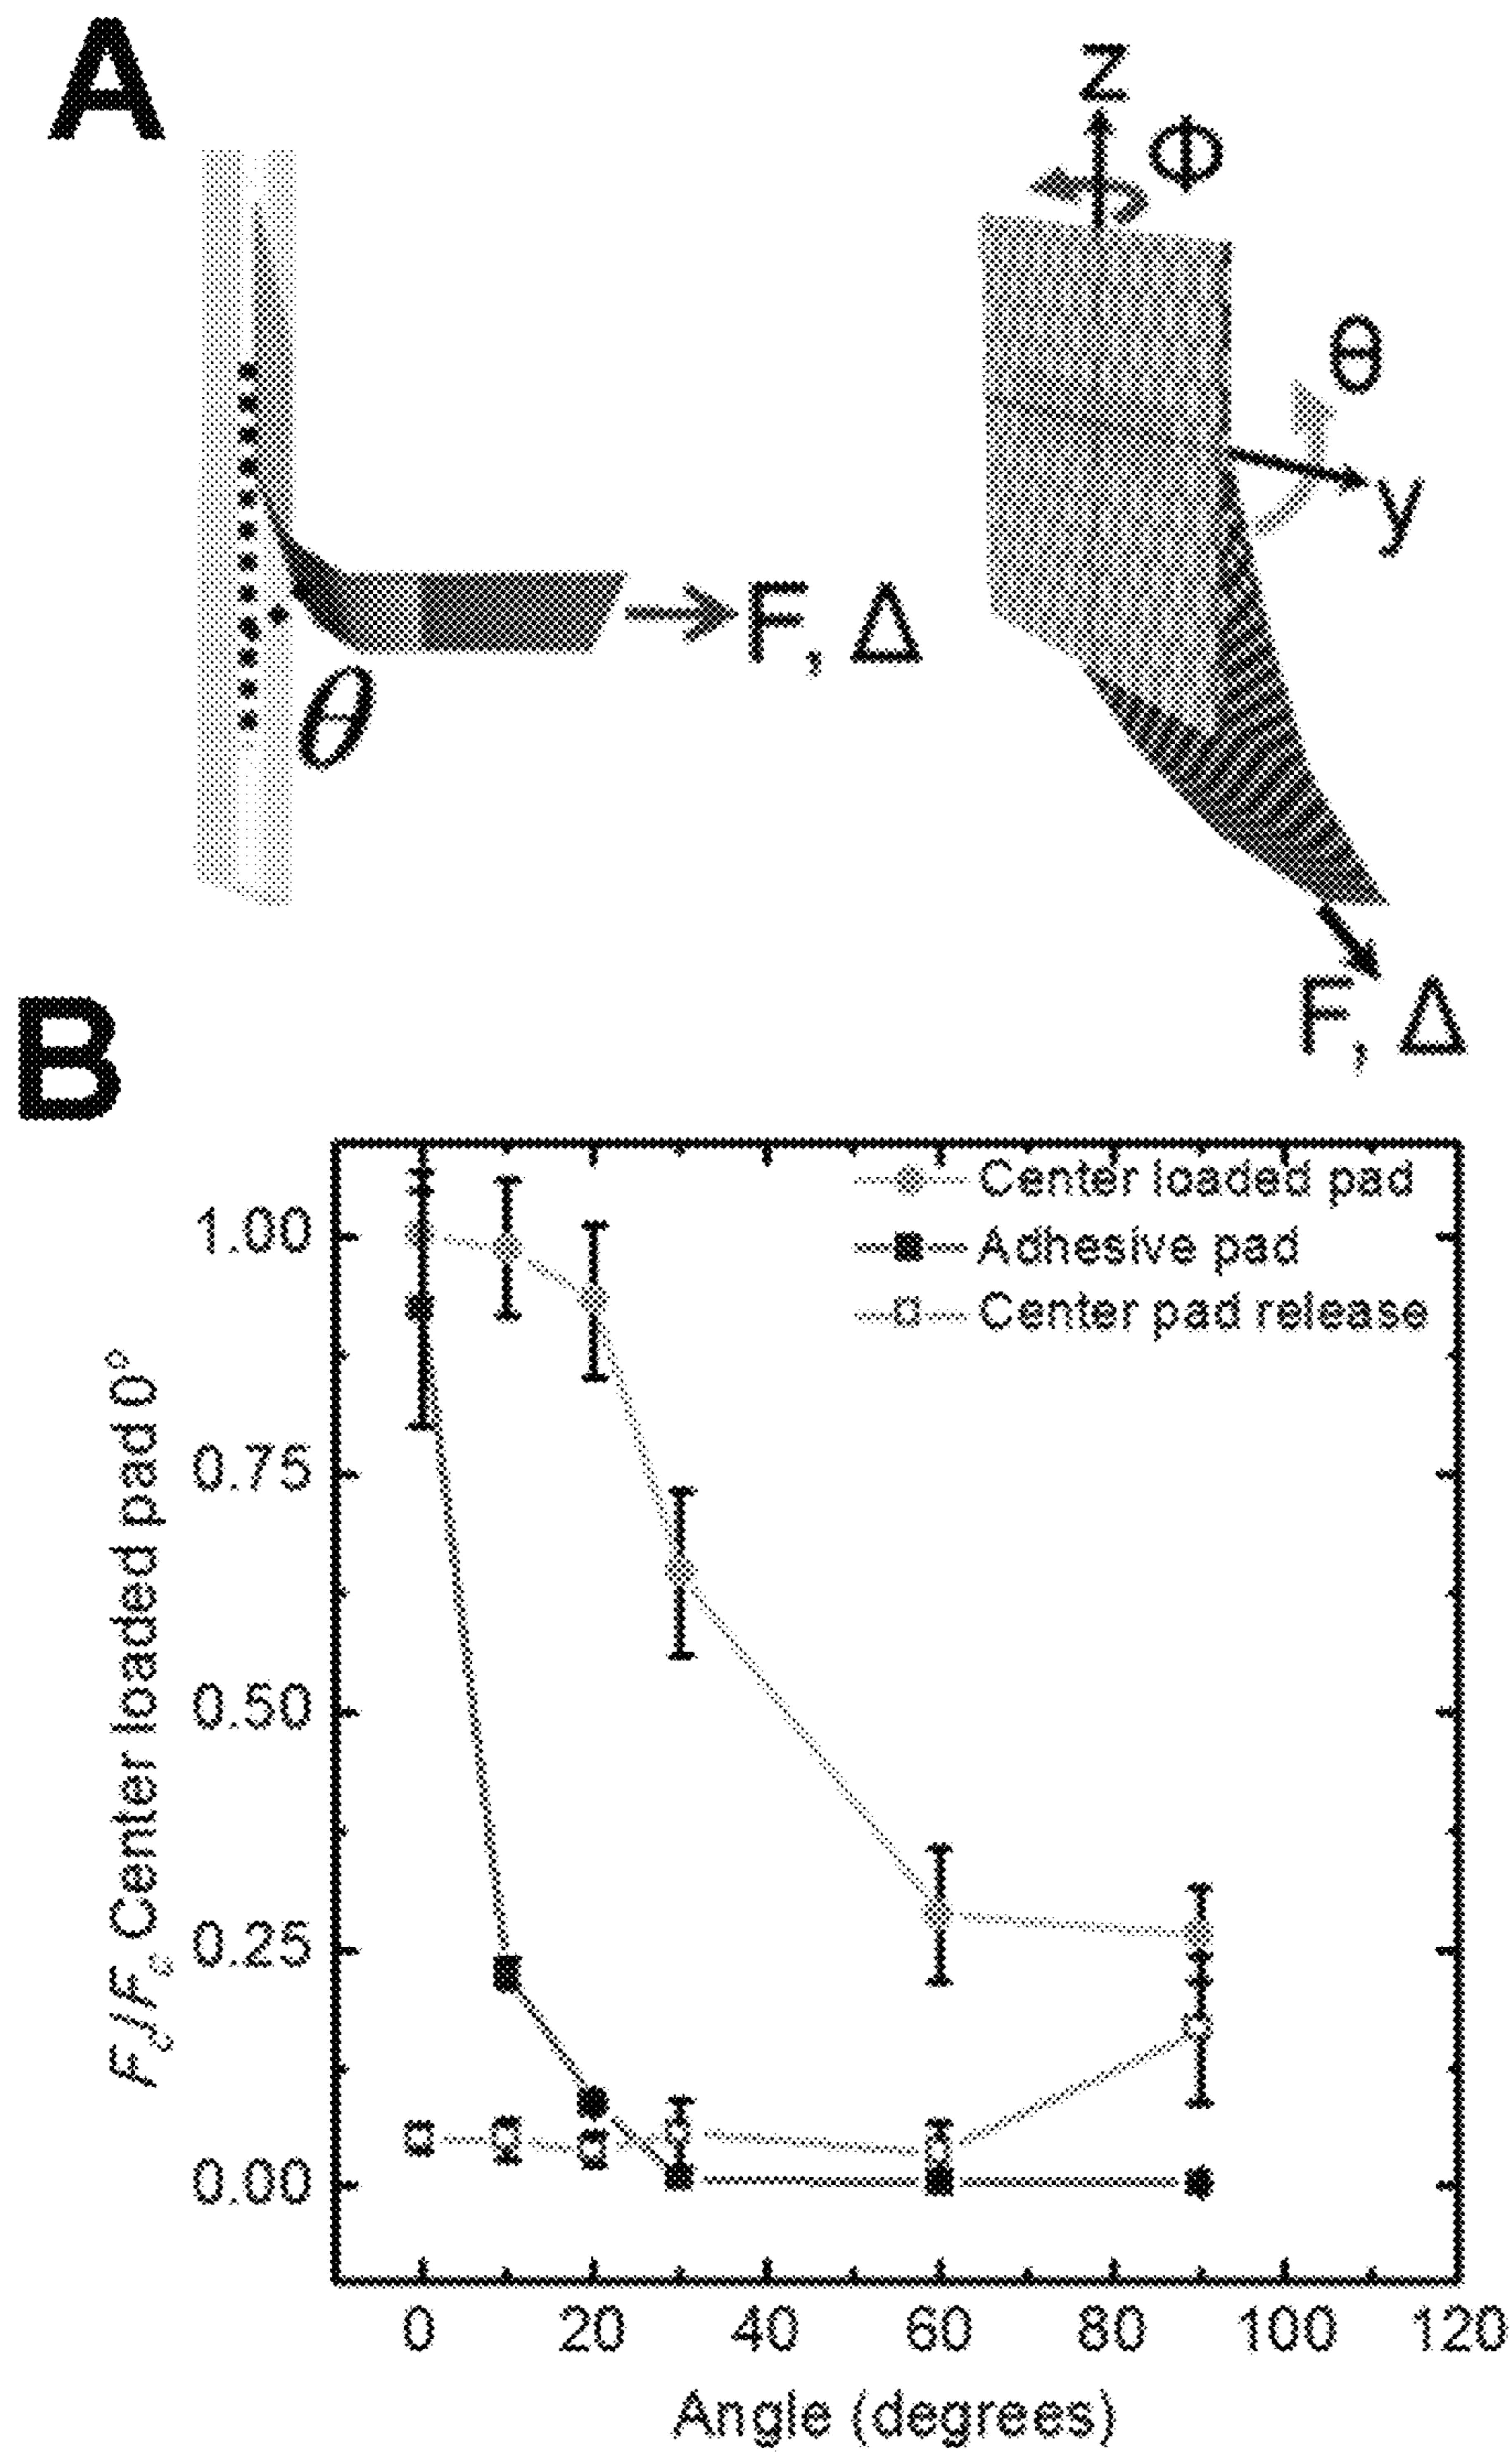 A
z
Φ
θ
y
F, Δ
θ
F, Δ
B
Center loaded pad
Adhesive pad
Center pad release
1.00
0.75
0.50
0.25
0.00
Center loaded pad 0°
0 20 40 60 80 100 120
Angle (degrees)